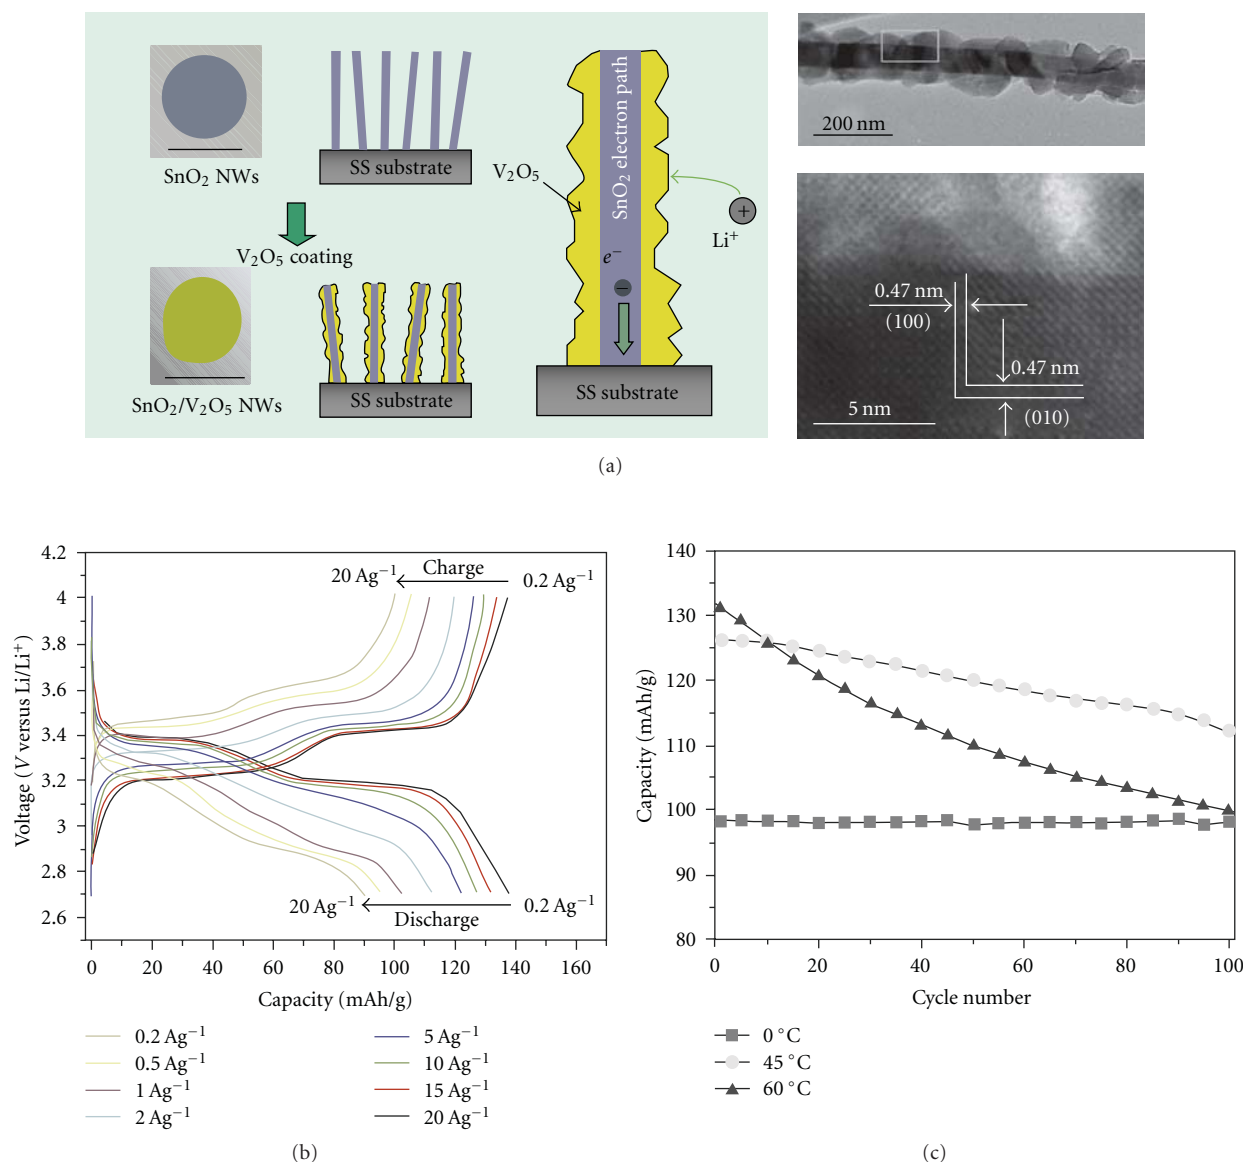 SnO₂ NWs
SS substrate
V₂O₅ coating
SnO₂/V₂O₅ NWs
SS substrate
V₂O₅
SnO₂ electron path
e⁻
−
+
Li⁺
SS substrate
200 nm
0.47 nm
(100)
0.47 nm
(010)
5 nm
(a)
Voltage (V versus Li/Li⁺)
4.2
4
3.8
3.6
3.4
3.2
3
2.8
2.6
20 Ag⁻¹
Charge
0.2 Ag⁻¹
20 Ag⁻¹
Discharge
0.2 Ag⁻¹
0 20 40 60 80 100 120 140 160
Capacity (mAh/g)
0.2 Ag⁻¹
0.5 Ag⁻¹
1 Ag⁻¹
2 Ag⁻¹
5 Ag⁻¹
10 Ag⁻¹
15 Ag⁻¹
20 Ag⁻¹
(b)
Capacity (mAh/g)
140
130
120
110
100
90
80
0 20 40 60 80 100
Cycle number
0 °C
45 °C
60 °C
(c)